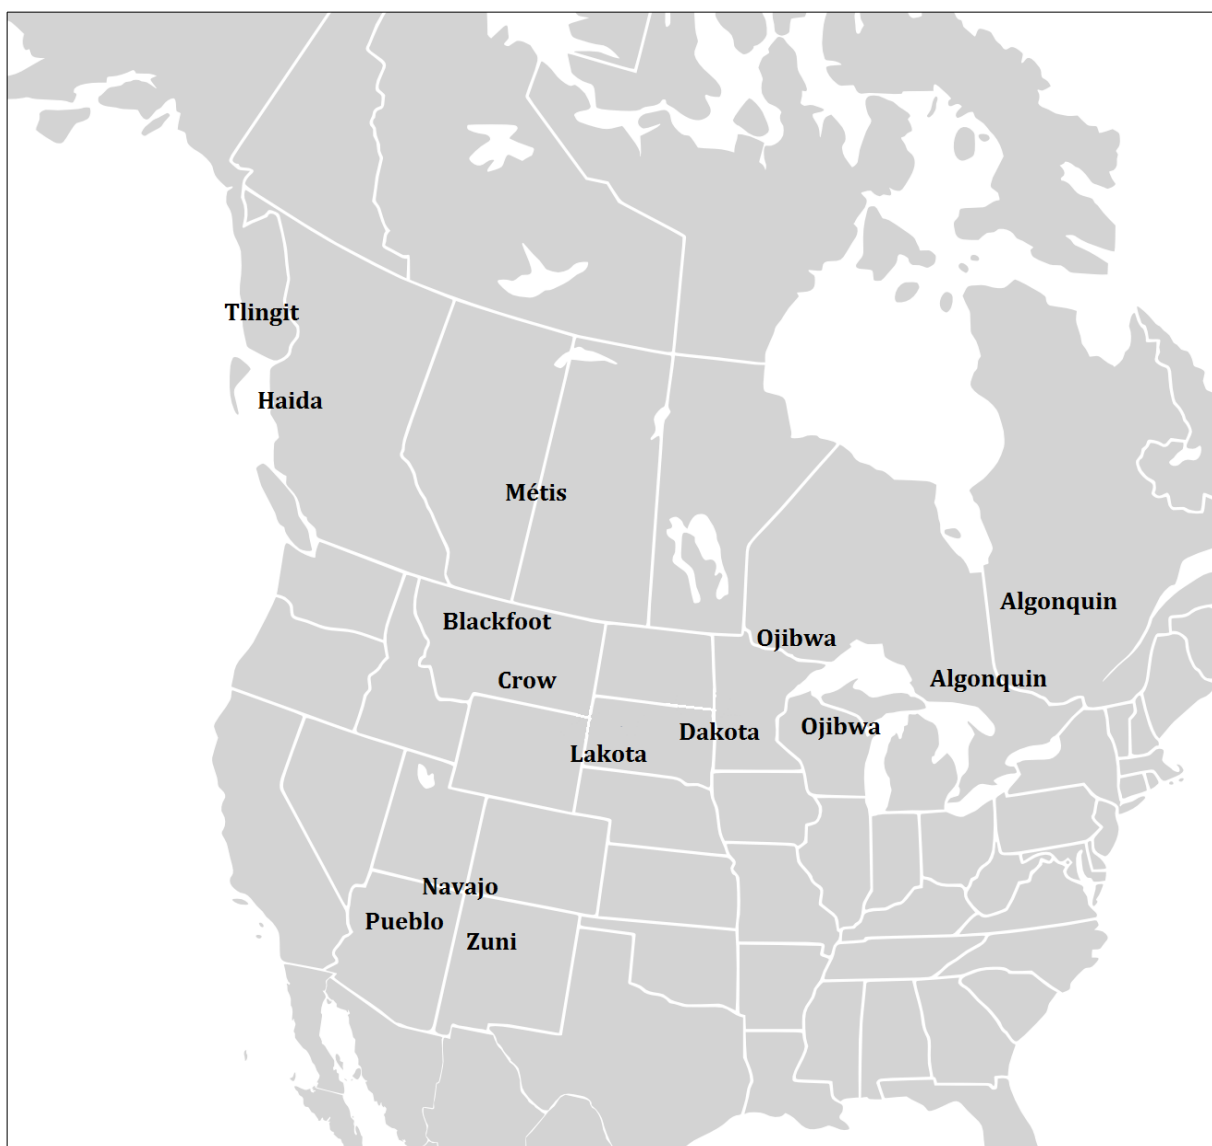 Tlingit
Haida
Métis
Algonquin
Blackfoot
Ojibwa
Crow
Algonquin
Dakota
Ojibwa
Lakota
Navajo
Pueblo
Zuni